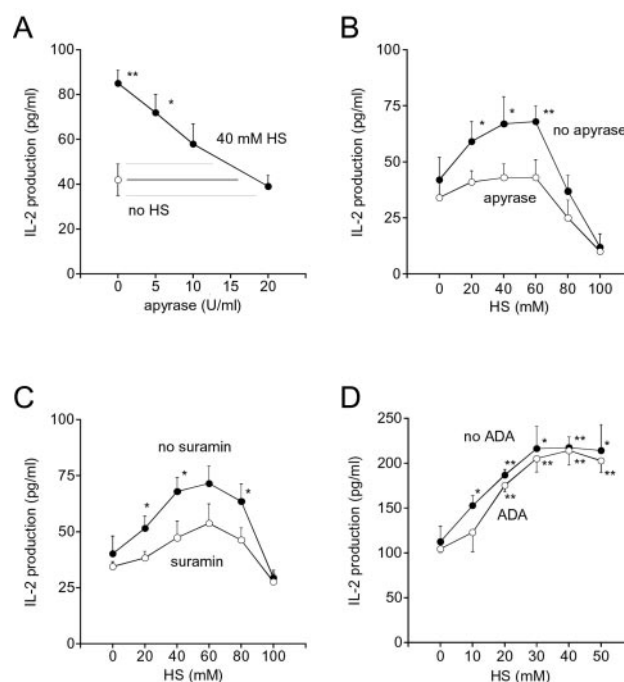 A
IL-2 production (pg/ml)
100
80
60
40
20
0
**
*
40 mM HS
no HS
0 5 10 15 20
apyrase (U/ml)
B
IL-2 production (pg/ml)
100
75
50
25
0
* * **
no apyrase
apyrase
0 20 40 60 80 100
HS (mM)
C
IL-2 production (pg/ml)
100
75
50
25
0
no suramin
* * *
suramin
0 20 40 60 80 100
HS (mM)
D
IL-2 production (pg/ml)
250
200
150
100
50
0
no ADA
* ** * ** *
** ** ** **
ADA
0 10 20 30 40 50
HS (mM)